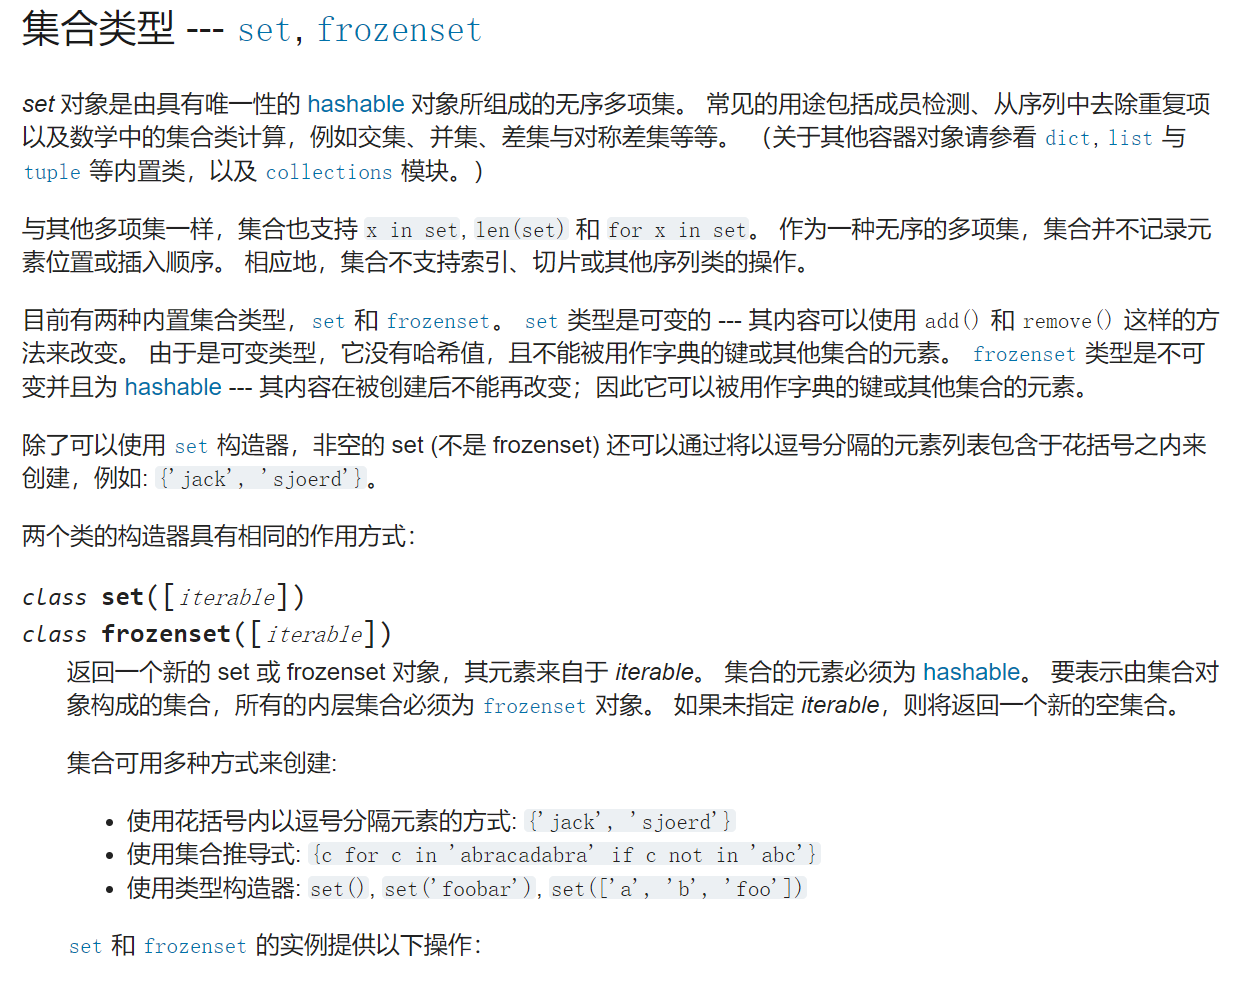 集合类型 --- set, frozenset
set 对象是由具有唯一性的 hashable 对象所组成的无序多项集。 常见的用途包括成员检测、从序列中去除重复项
以及数学中的集合类计算，例如交集、并集、差集与对称差集等等。 （关于其他容器对象请参看 dict, list 与
tuple 等内置类，以及 collections 模块。）
与其他多项集一样，集合也支持 x in set, len(set) 和 for x in set。 作为一种无序的多项集，集合并不记录元
素位置或插入顺序。 相应地，集合不支持索引、切片或其他序列类的操作。
目前有两种内置集合类型，set 和 frozenset。 set 类型是可变的 --- 其内容可以使用 add() 和 remove() 这样的方
法来改变。 由于是可变类型，它没有哈希值，且不能被用作字典的键或其他集合的元素。 frozenset 类型是不可
变并且为 hashable --- 其内容在被创建后不能再改变；因此它可以被用作字典的键或其他集合的元素。
除了可以使用 set 构造器，非空的 set (不是 frozenset) 还可以通过将以逗号分隔的元素列表包含于花括号之内来
创建，例如: {'jack', 'sjoerd'}。
两个类的构造器具有相同的作用方式：
class set([iterable])
class frozenset([iterable])
返回一个新的 set 或 frozenset 对象，其元素来自于 iterable。 集合的元素必须为 hashable。 要表示由集合对
象构成的集合，所有的内层集合必须为 frozenset 对象。 如果未指定 iterable，则将返回一个新的空集合。
集合可用多种方式来创建:
• 使用花括号内以逗号分隔元素的方式: {'jack', 'sjoerd'}
• 使用集合推导式: {c for c in 'abracadabra' if c not in 'abc'}
• 使用类型构造器: set(), set('foobar'), set(['a', 'b', 'foo'])
set 和 frozenset 的实例提供以下操作：